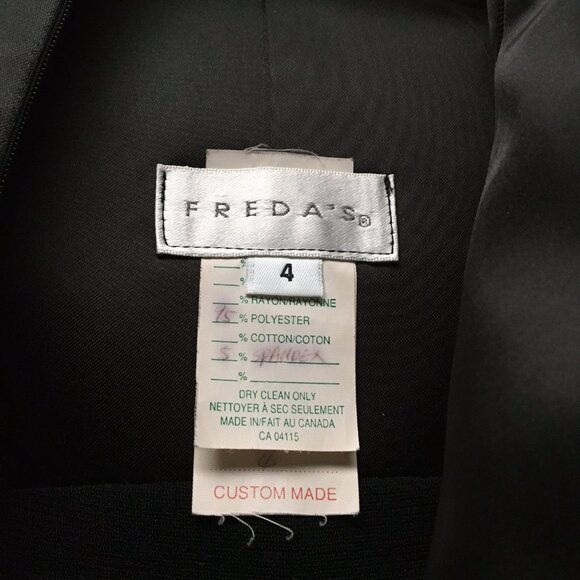 FREDA'S®
4
%
%
% RAYON/RAYONNE
% POLYESTER
% COTTON/COTON
5 % SPANDEX
%
DRY CLEAN ONLY
NETTOYER À SEC SEULEMENT
MADE IN/FAIT AU CANADA
CA 04115
CUSTOM MADE